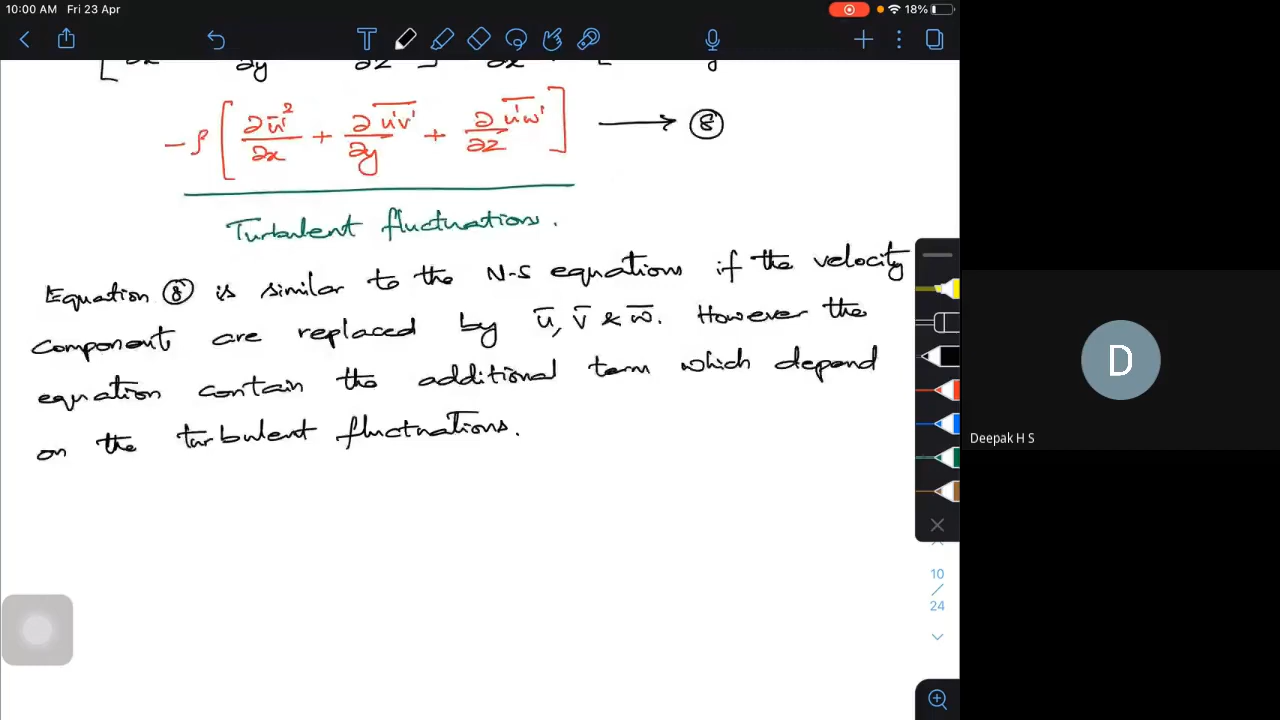 10:00 AM Fri 23 Apr
18%
∂x ∂y ∂z ∂x y
-ρ [ ∂ū'²/∂x + ∂/∂y \overline{u'v'} + ∂/∂z \overline{u'w'} ] → ⑧
Turbulent fluctuations.
Equation ⑧ is similar to the N-S equations if the velocity
component are replaced by ū, v̄ & w̄. However the
equation contain the additional term which depend
on the turbulent fluctuations.
10
/
24
D
Deepak H S